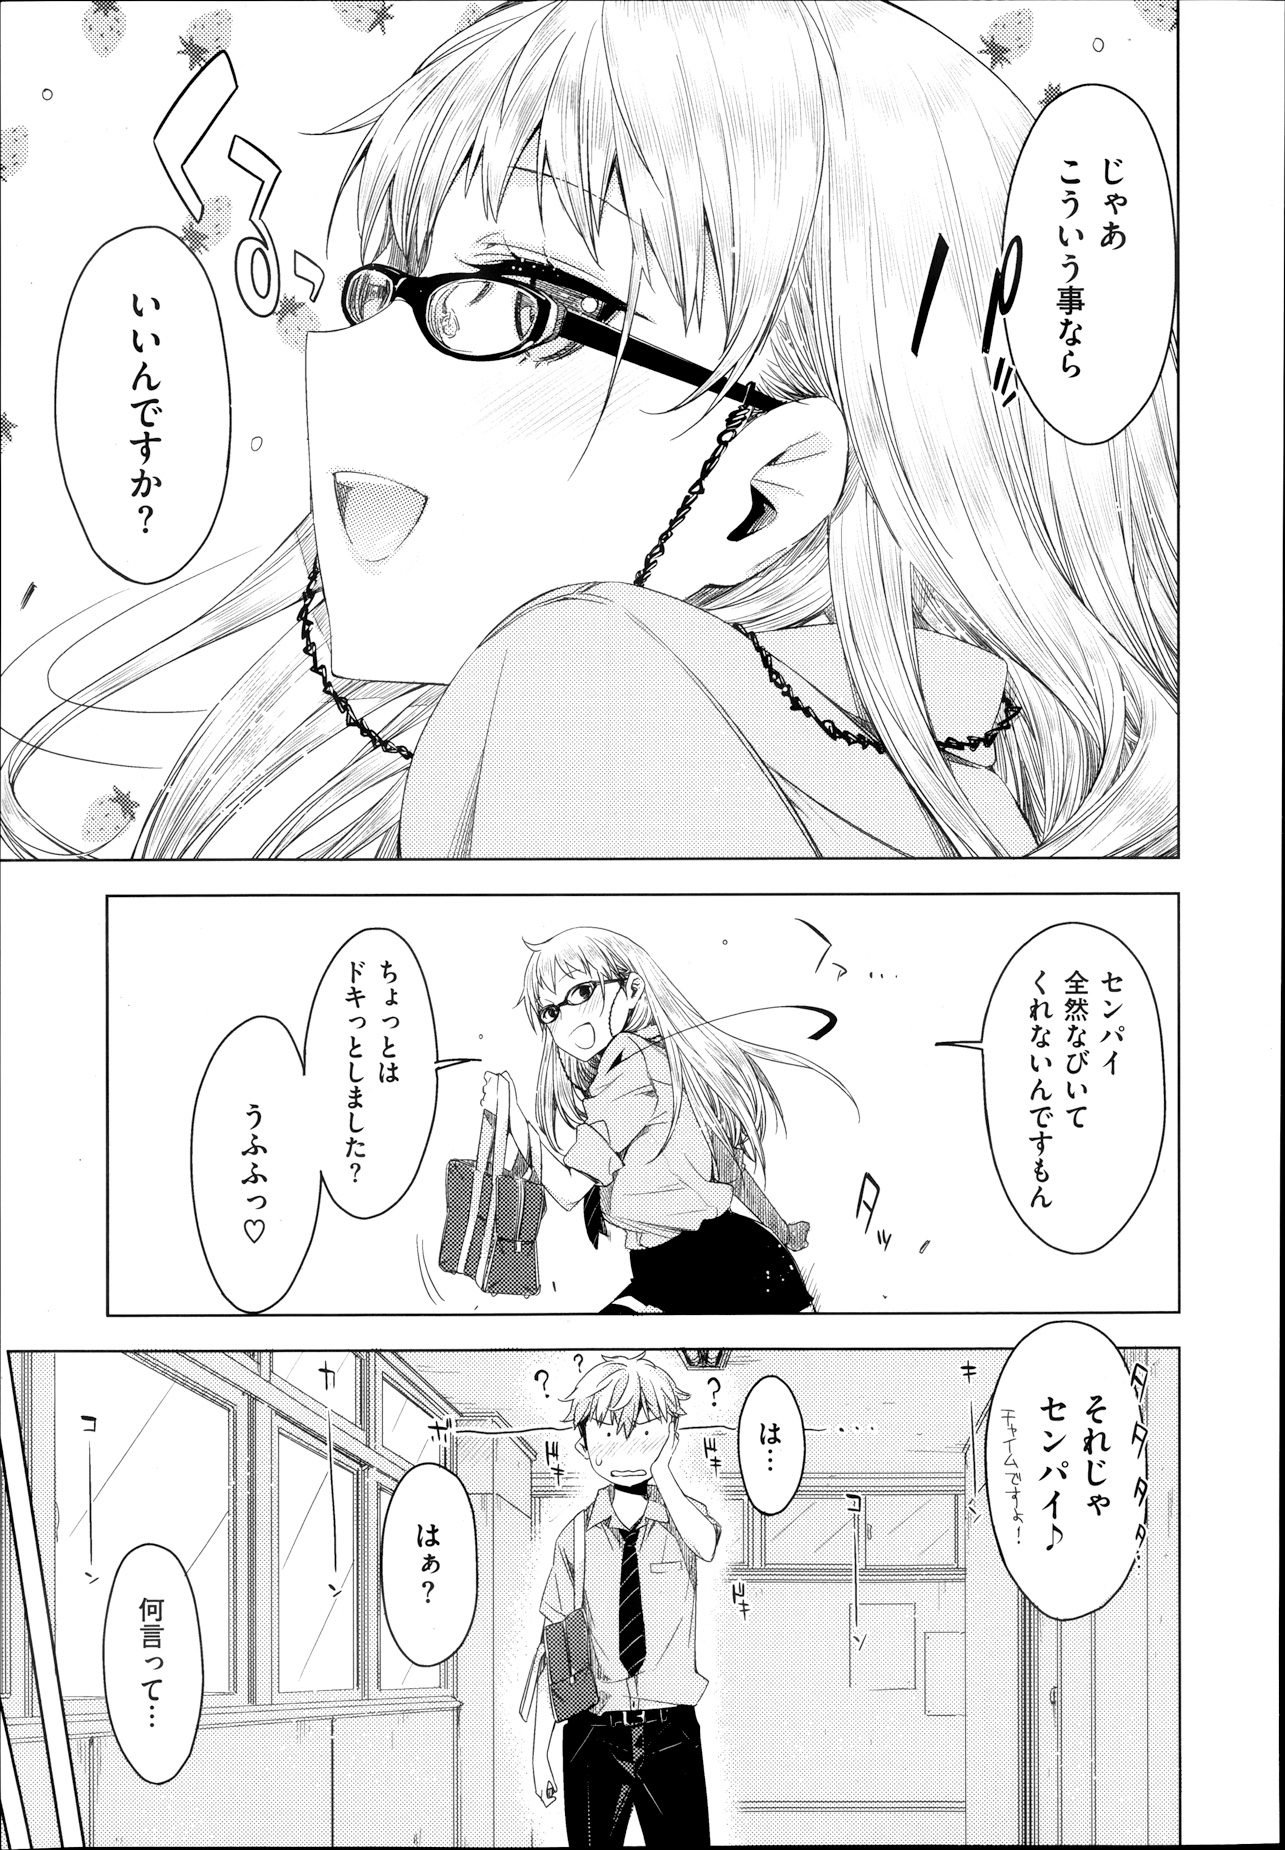 じゃあ
こういう事なら
くるっ
いいんですか?
センパイ
全然なびいて
くれないんですもん
タッ
ちょっとは
ドキっとしました?
うふふっ♡
タタタタ…
それじゃ
センパイ♪
チャイムですよー!
は…
?
?
?
ドキ
ドキ
ドキ
はぁ?
キーン
コーン
カーン
コーン
何言って…